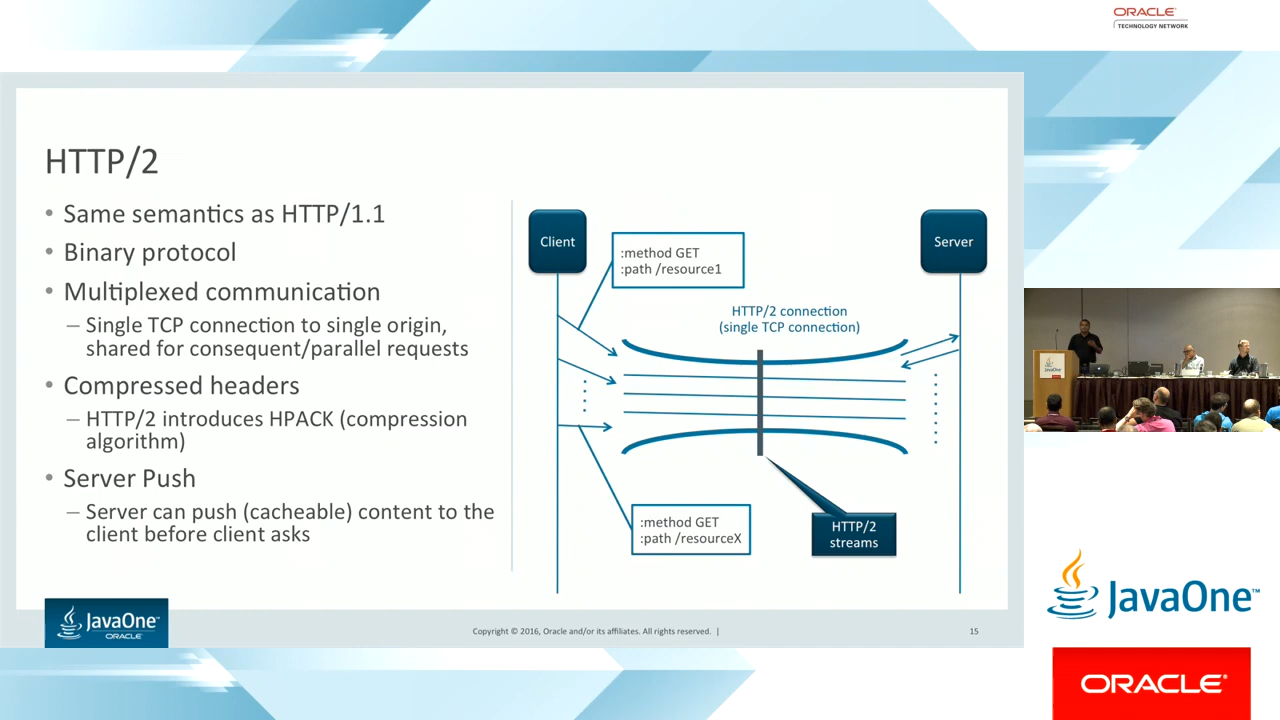 ORACLE®
TECHNOLOGY NETWORK
HTTP/2
• Same semantics as HTTP/1.1
• Binary protocol
• Multiplexed communication
– Single TCP connection to single origin,
shared for consequent/parallel requests
• Compressed headers
– HTTP/2 introduces HPACK (compression
algorithm)
• Server Push
– Server can push (cacheable) content to the
client before client asks
Client
Server
:method GET
:path /resource1
HTTP/2 connection
(single TCP connection)
:method GET
:path /resourceX
HTTP/2
streams
JavaOne™
ORACLE®
Copyright © 2016, Oracle and/or its affiliates. All rights reserved. |
15
JavaOne™
ORACLE®